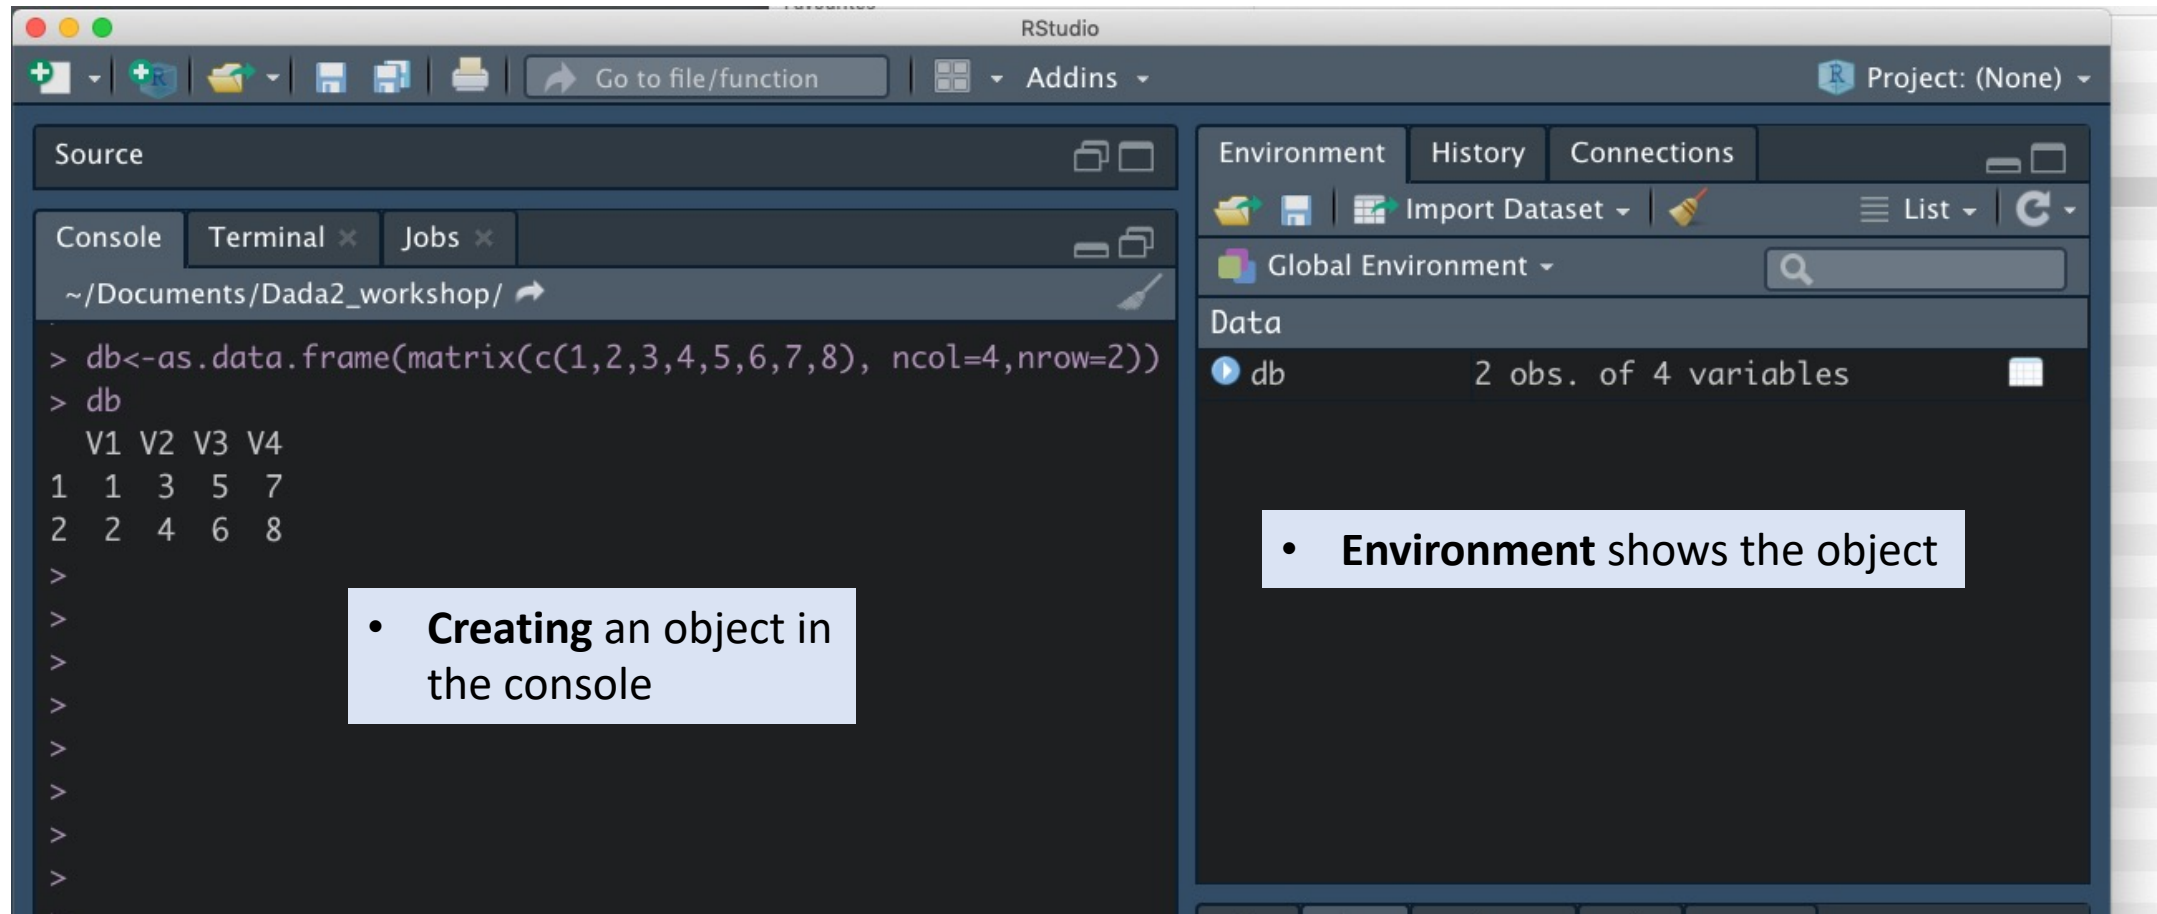 RStudio
Go to file/function
Addins
Project: (None)
Source
Console Terminal Jobs
~/Documents/Dada2_workshop/
> db<-as.data.frame(matrix(c(1,2,3,4,5,6,7,8), ncol=4,nrow=2))
> db
V1 V2 V3 V4
1 1 3 5 7
2 2 4 6 8
>
>
>
>
>
>
>
>
• Creating an object in
the console
Environment History Connections
Import Dataset
List
Global Environment
Data
db 2 obs. of 4 variables
• Environment shows the object